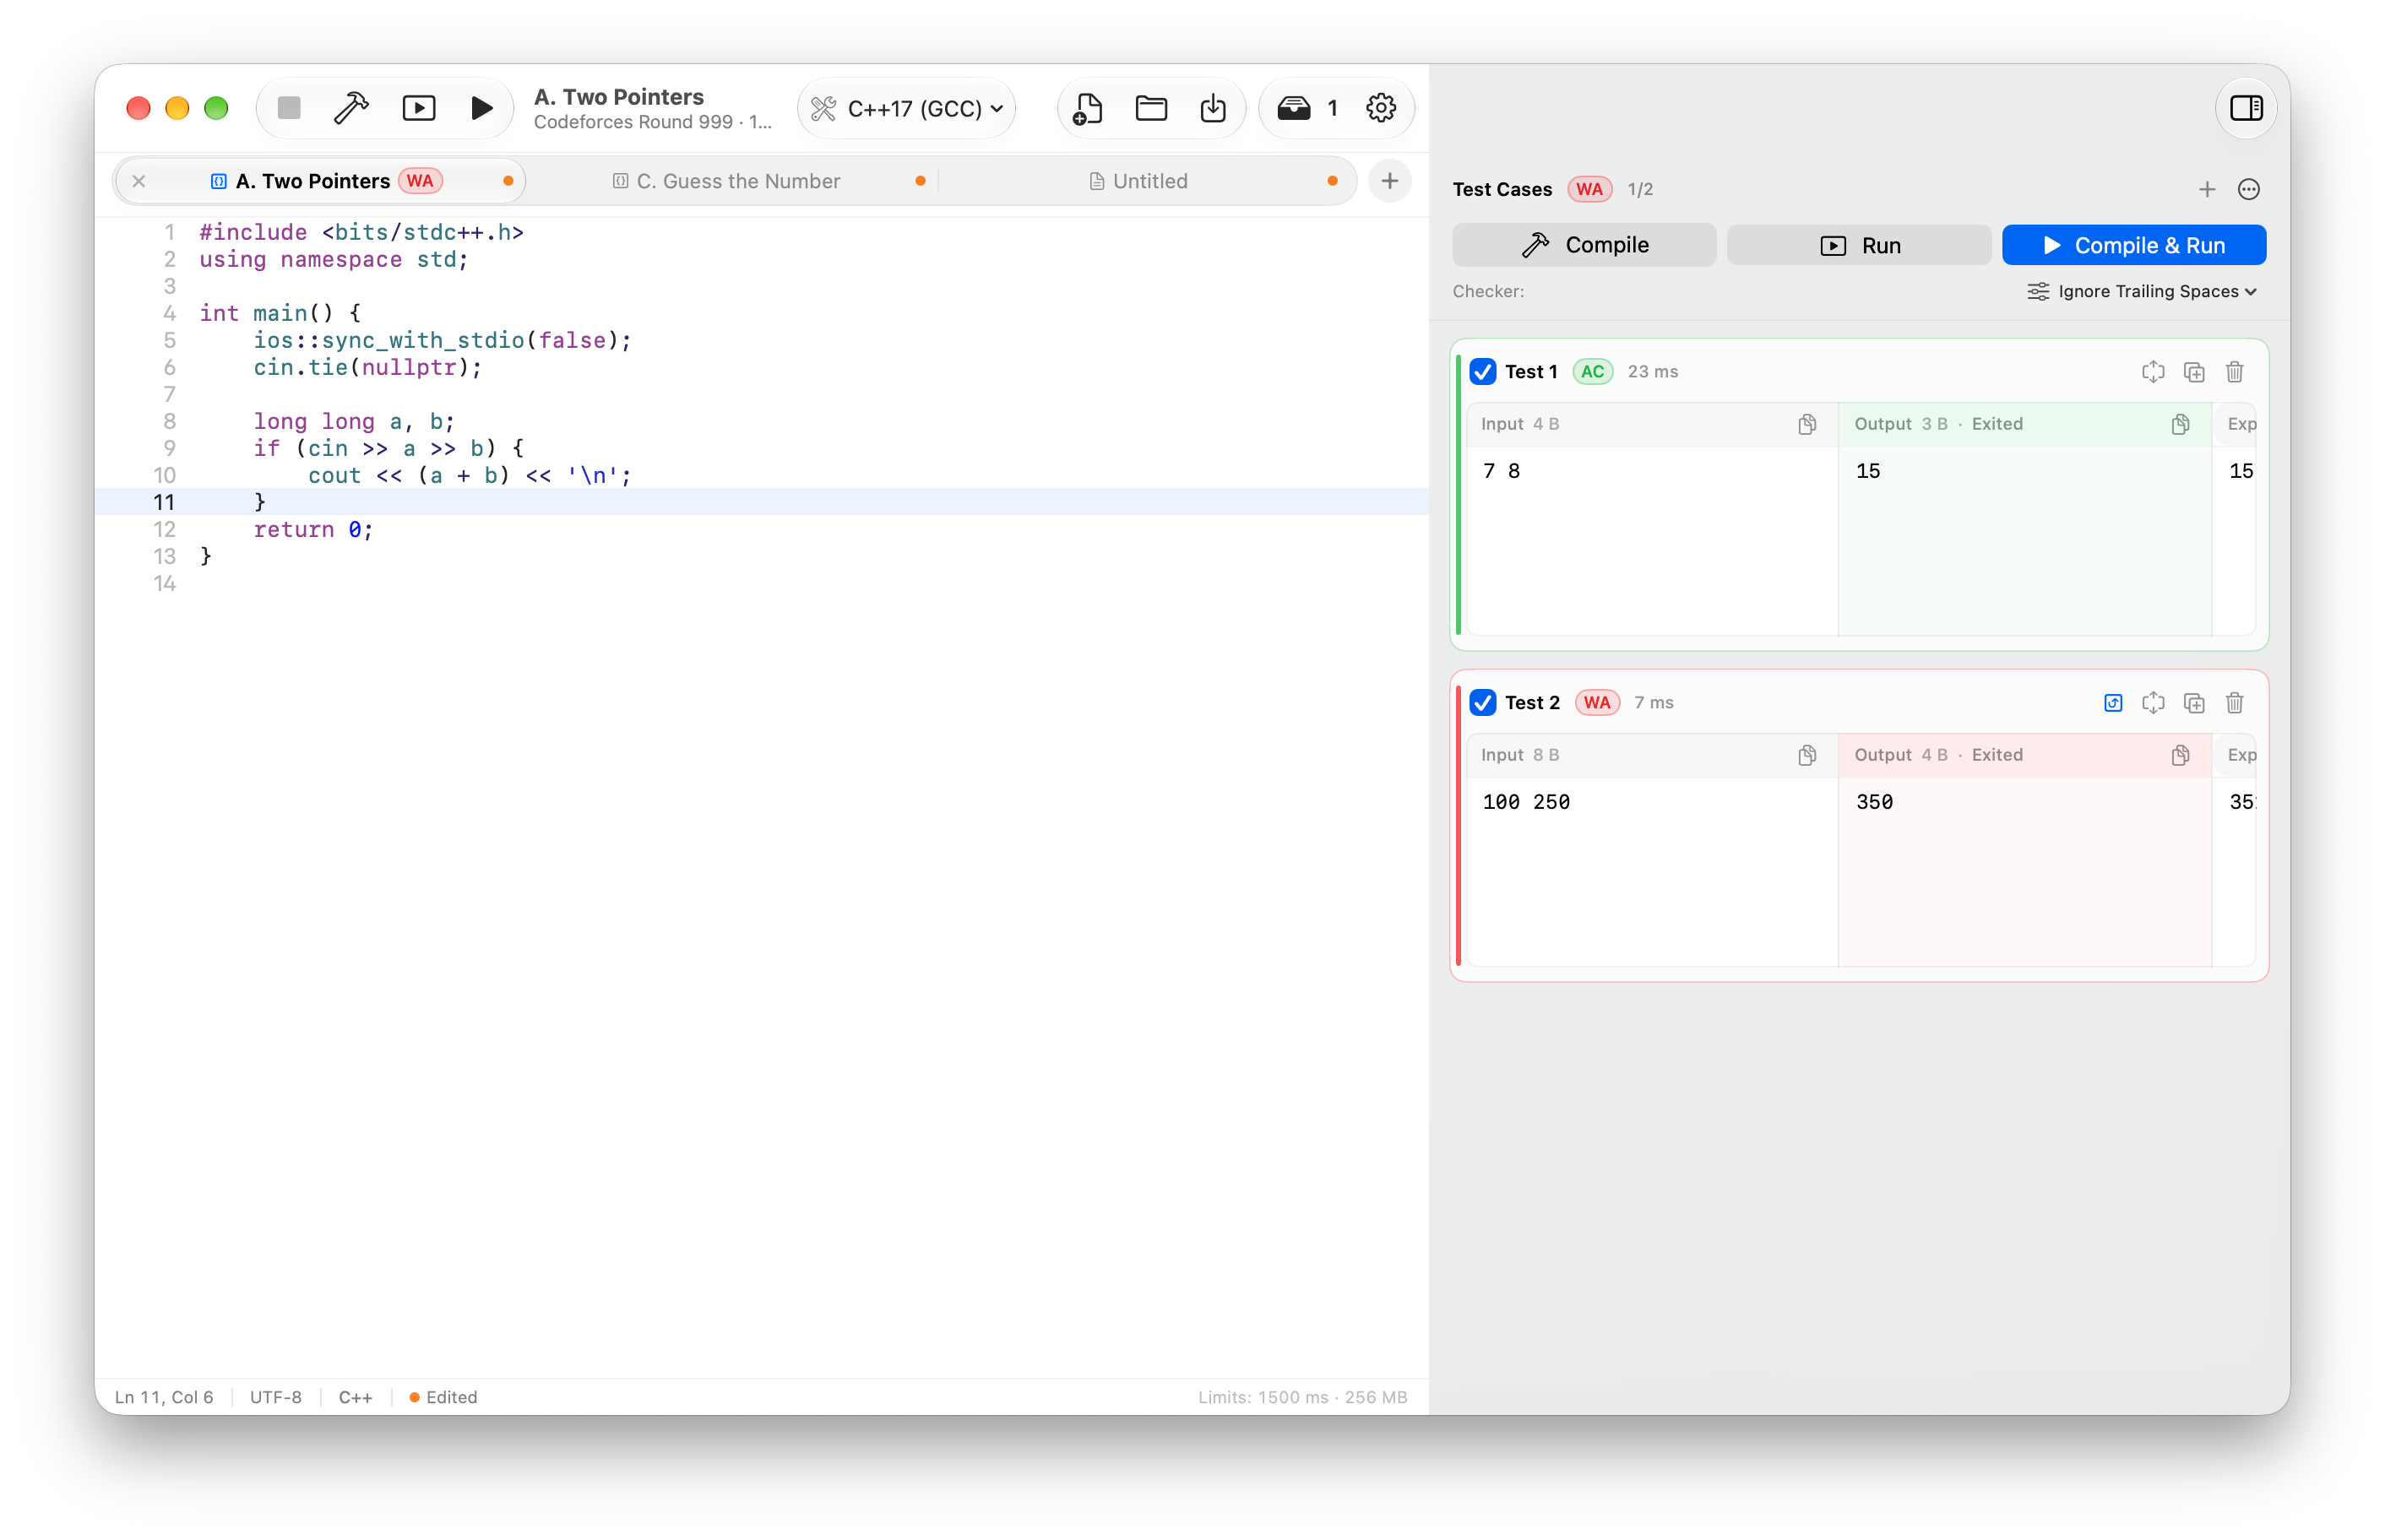 A. Two Pointers
Codeforces Round 999 · 1...
C++17 (GCC)
1
A. Two Pointers WA
C. Guess the Number
Untitled
1 #include <bits/stdc++.h>
2 using namespace std;
3
4 int main() {
5 ios::sync_with_stdio(false);
6 cin.tie(nullptr);
7
8 long long a, b;
9 if (cin >> a >> b) {
10 cout << (a + b) << '\n';
11 }
12 return 0;
13 }
14
Ln 11, Col 6
UTF-8
C++
Edited
Limits: 1500 ms · 256 MB
Test Cases WA 1/2
Compile
Run
Compile & Run
Checker:
Ignore Trailing Spaces
Test 1 AC 23 ms
Input 4 B
Output 3 B · Exited
Exp
7 8
15
15
Test 2 WA 7 ms
Input 8 B
Output 4 B · Exited
Exp
100 250
350